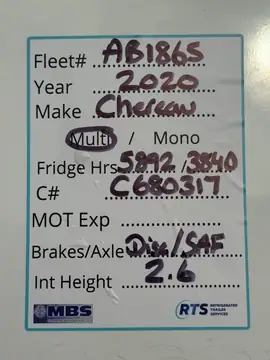 Fleet# AB1865
Year 2020
Make Chereau
Multi / Mono
Fridge Hrs 5892 / 3840
C# C680317
MOT Exp
Brakes/Axle Disc/SAF
Int Height 2.6
MBS RTS REFRIGERATED TRAILER SERVICES